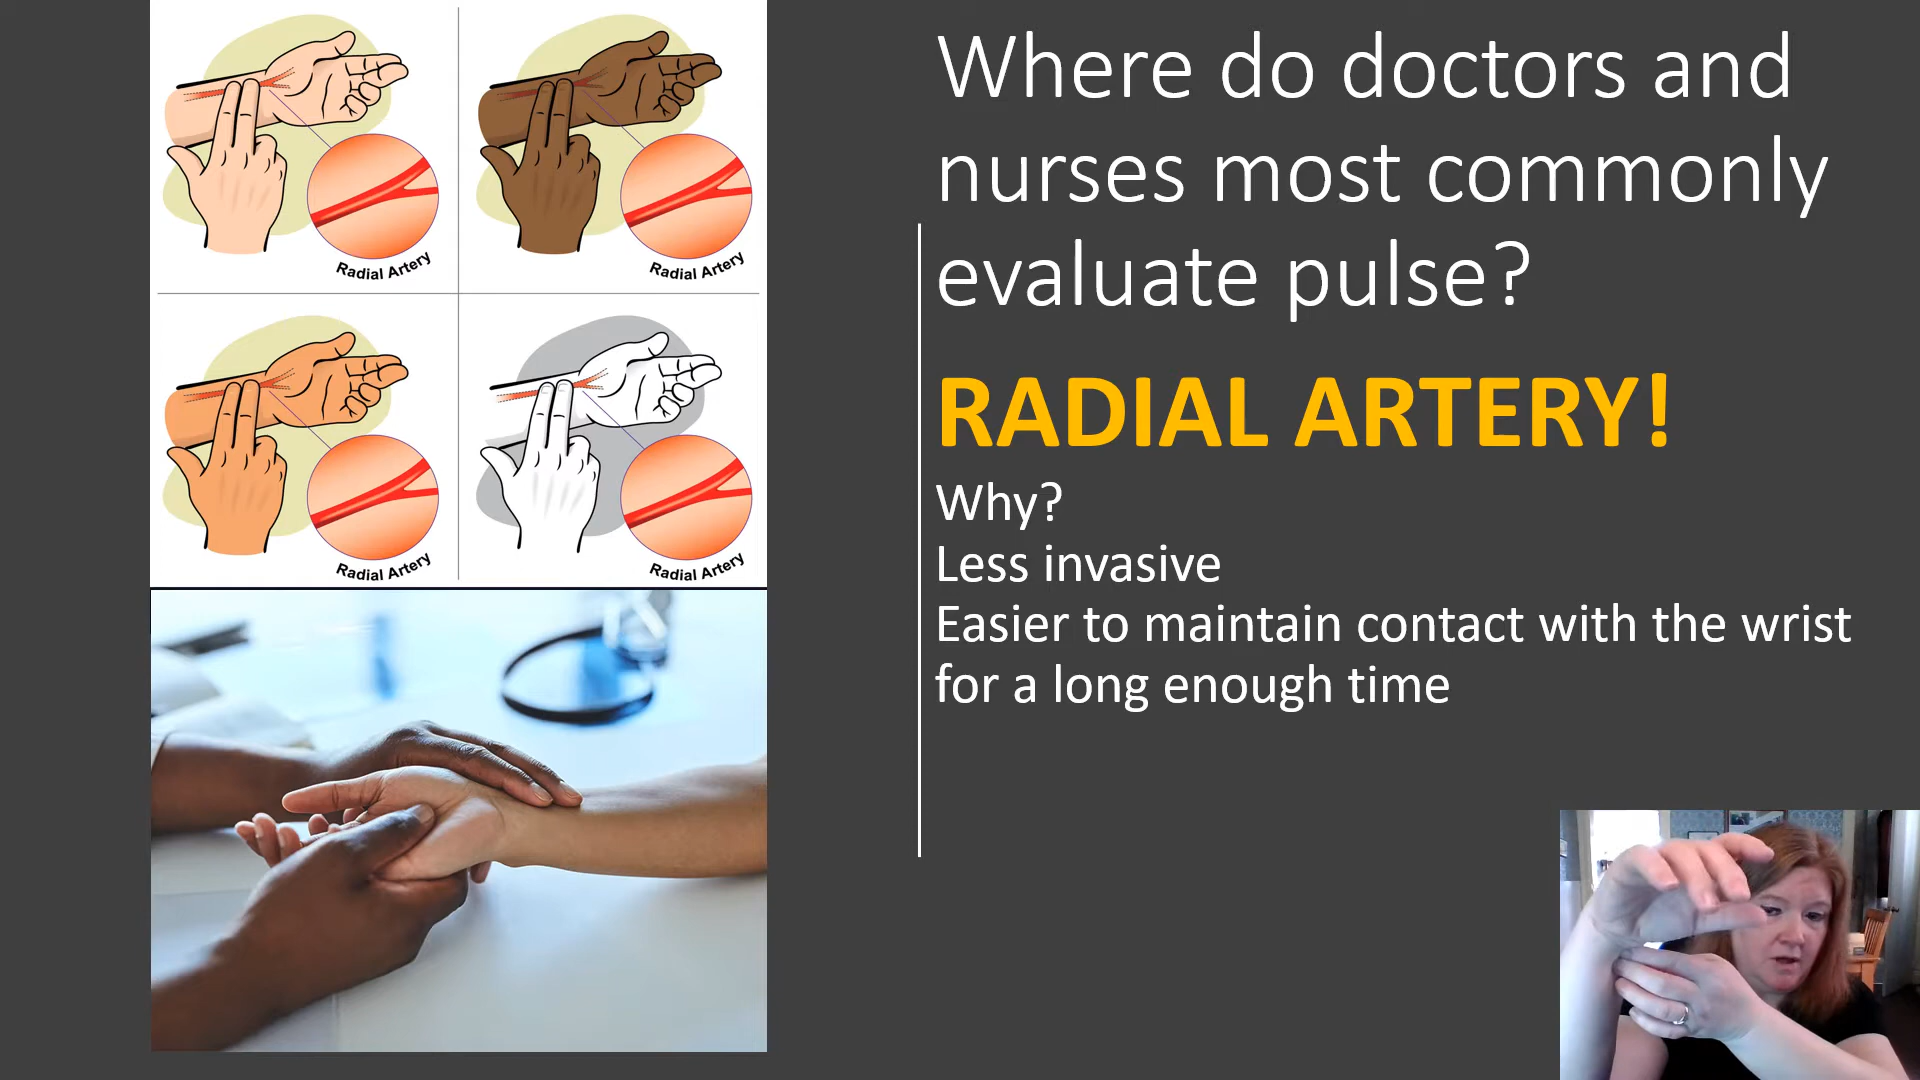 Where do doctors and
nurses most commonly
evaluate pulse?
RADIAL ARTERY!
Why?
Less invasive
Easier to maintain contact with the wrist
for a long enough time
Radial Artery
Radial Artery
Radial Artery
Radial Artery